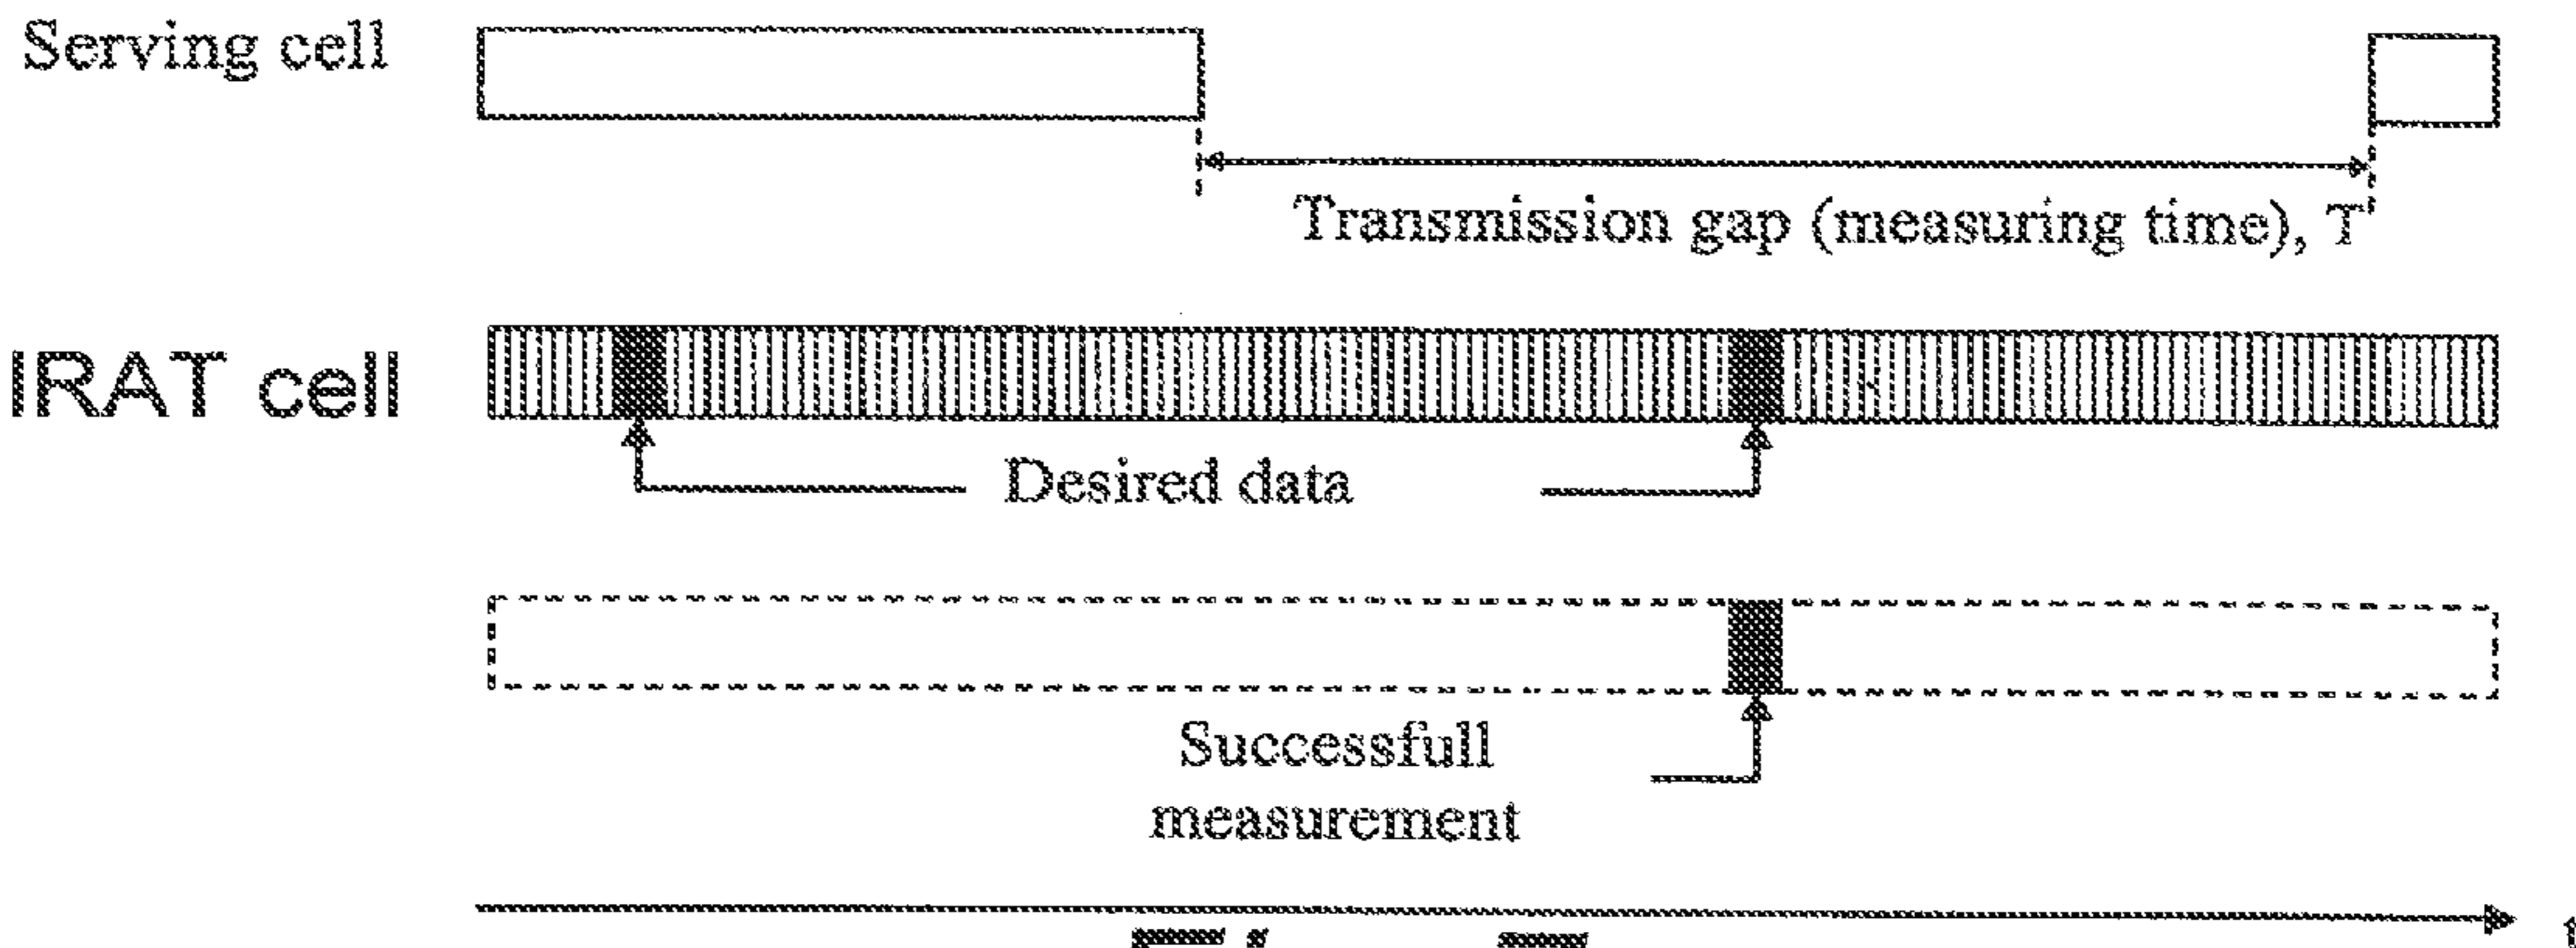 Serving cell
Transmission gap (measuring time), T
IRAT cell
Desired data
Successfull
measurement